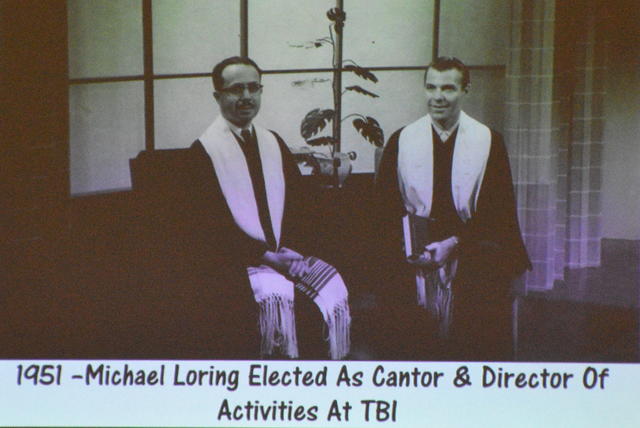 1951 -Michael Loring Elected As Cantor & Director Of
Activities At TBI